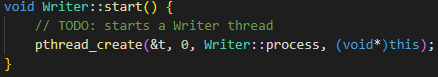 void Writer::start() {
// TODO: starts a Writer thread
pthread_create(&t, 0, Writer::process, (void*)this);
}